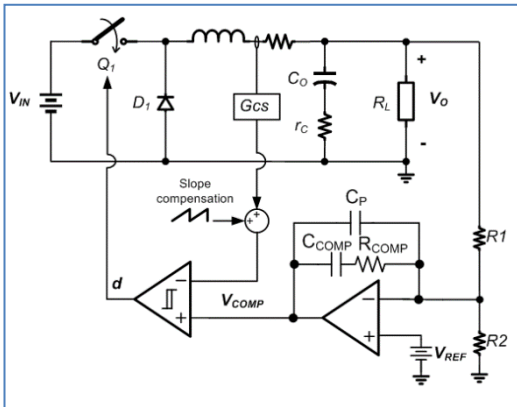 Q1
VIN
D1
Gcs
CO
rC
RL
+
VO
-
Slope
compensation
+
+
CP
CCOMP
RCOMP
R1
d
VCOMP
−
+
−
+
VREF
R2